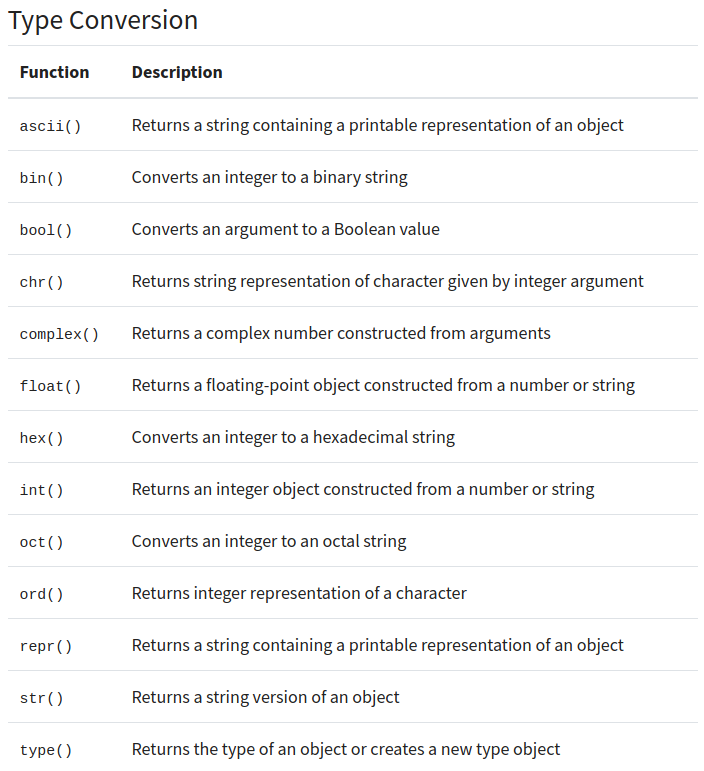 Type Conversion
Function Description
ascii() Returns a string containing a printable representation of an object
bin() Converts an integer to a binary string
bool() Converts an argument to a Boolean value
chr() Returns string representation of character given by integer argument
complex() Returns a complex number constructed from arguments
float() Returns a floating-point object constructed from a number or string
hex() Converts an integer to a hexadecimal string
int() Returns an integer object constructed from a number or string
oct() Converts an integer to an octal string
ord() Returns integer representation of a character
repr() Returns a string containing a printable representation of an object
str() Returns a string version of an object
type() Returns the type of an object or creates a new type object